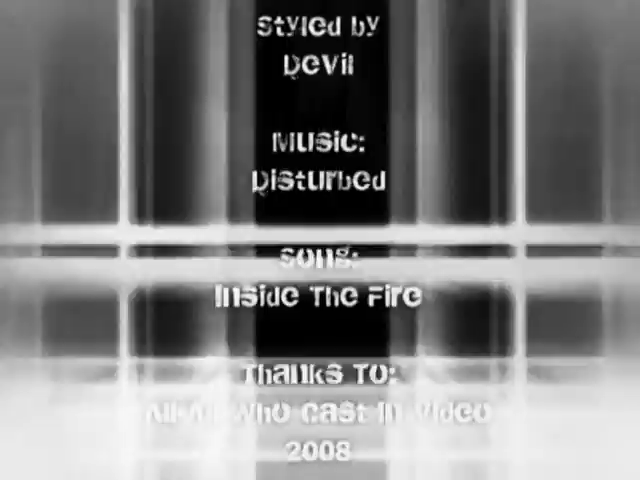 Styled by
Devil
Music:
Disturbed
Song:
Inside The Fire
Thanks To:
Who Cast In Video
2008